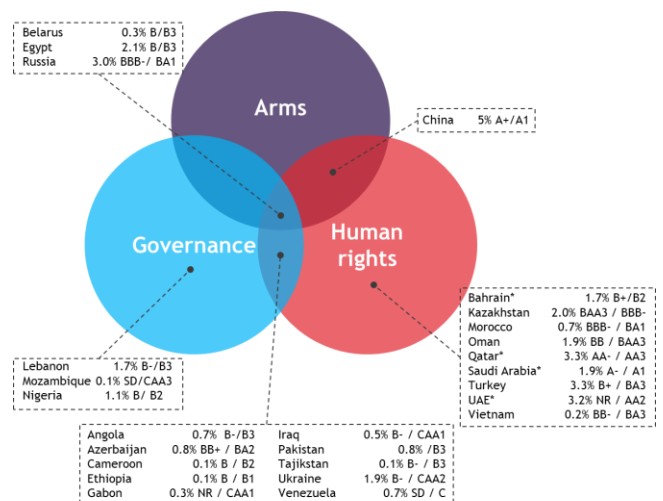 Belarus 0.3% B/B3
Egypt 2.1% B/B3
Russia 3.0% BBB-/ BA1
Arms
China 5% A+/A1
Governance
Human
rights
Bahrain* 1.7% B+/B2
Kazakhstan 2.0% BAA3 / BBB-
Morocco 0.7% BBB- / BA1
Oman 1.9% BB / BAA3
Qatar* 3.3% AA- / AA3
Saudi Arabia* 1.9% A- / A1
Turkey 3.3% B+ / BA3
UAE* 3.2% NR / AA2
Vietnam 0.2% BB- / BA3
Lebanon 1.7% B-/B3
Mozambique 0.1% SD/CAA3
Nigeria 1.1% B/ B2
Angola 0.7% B-/B3
Azerbaijan 0.8% BB+ / BA2
Cameroon 0.1% B / B2
Ethiopia 0.1% B / B1
Gabon 0.3% NR / CAA1
Iraq 0.5% B- / CAA1
Pakistan 0.8% /B3
Tajikstan 0.1% B- / B3
Ukraine 1.9% B- / CAA2
Venezuela 0.7% SD / C